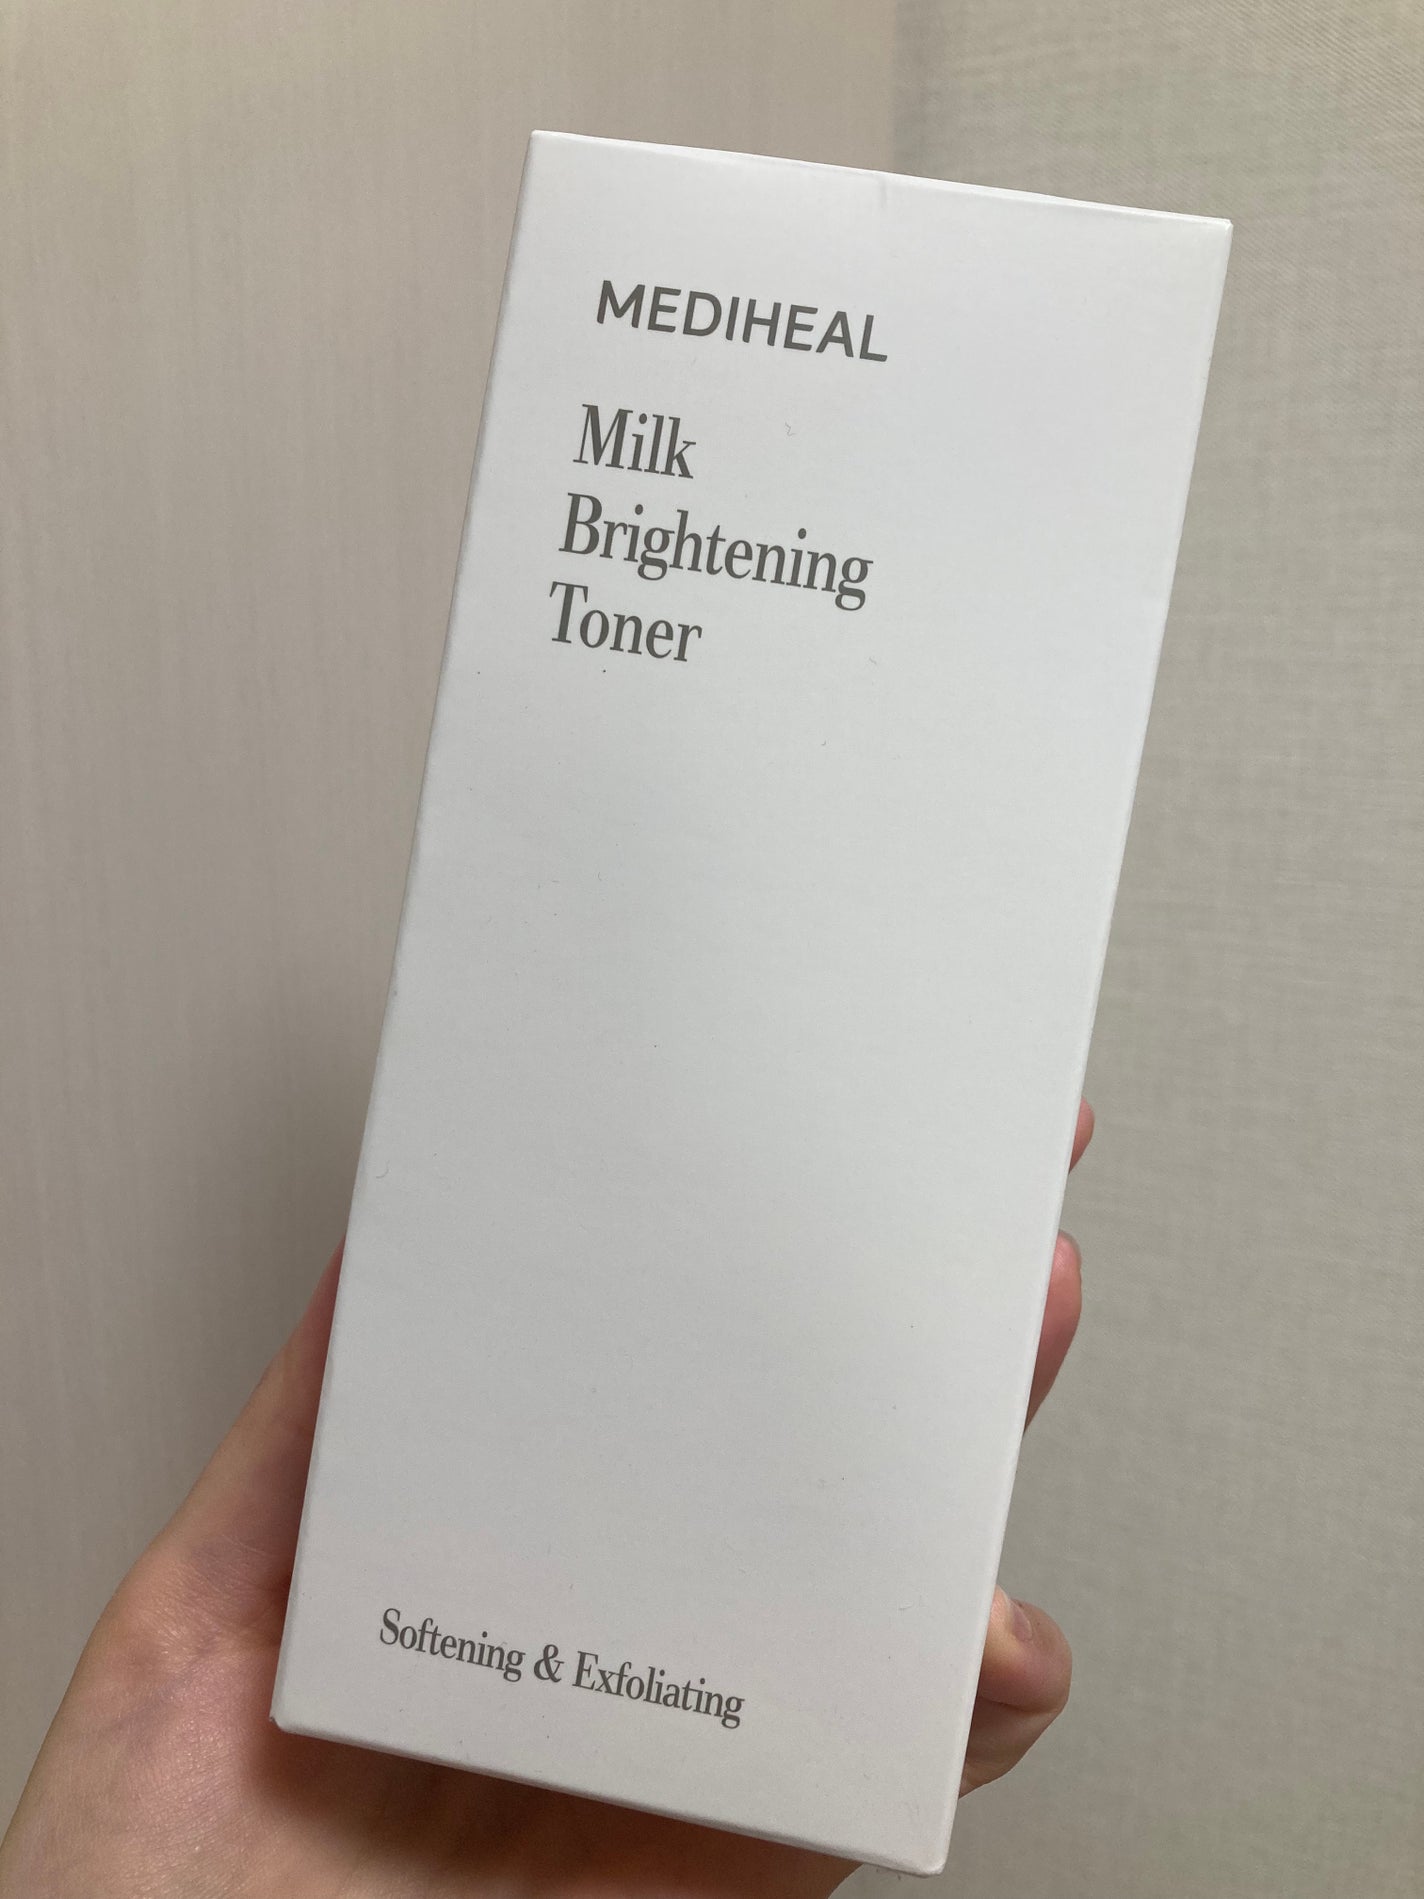 MEDIHEAL
Milk
Brightening
Toner
Softening & Exfoliating